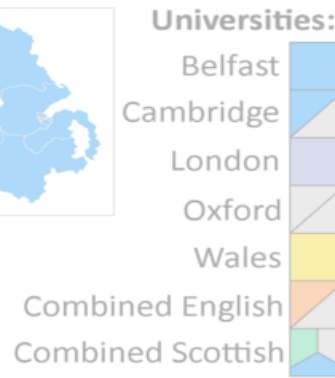 Universities:
Belfast
Cambridge
London
Oxford
Wales
Combined English
Combined Scottish